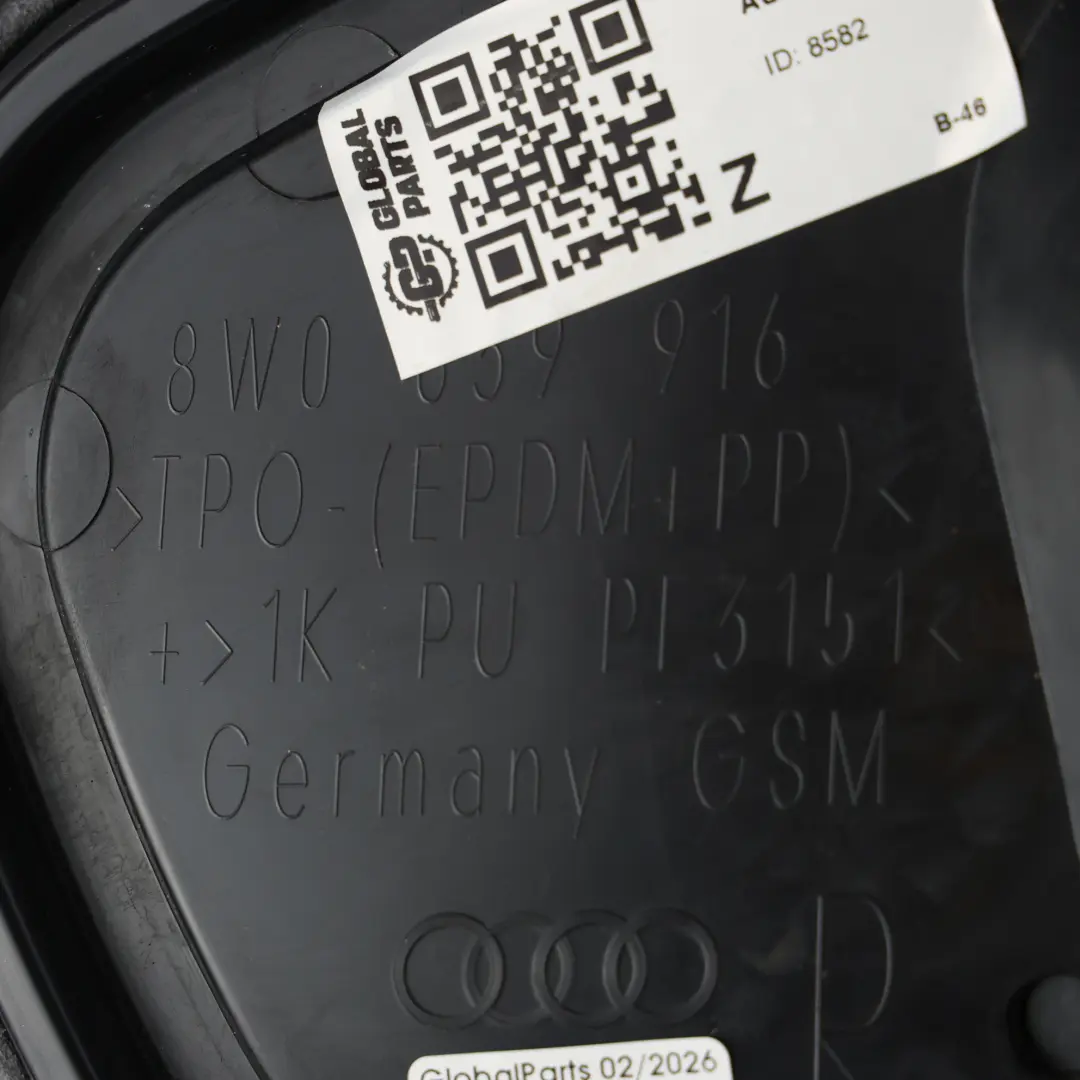 GLOBAL
PARTS
ID: 8582
B-46
Z
8W0 959 916
>TPO-(EPDM+PP)<
+>1K PU PI 3151<
Germany GSM
D
GlobalParts 02/2026